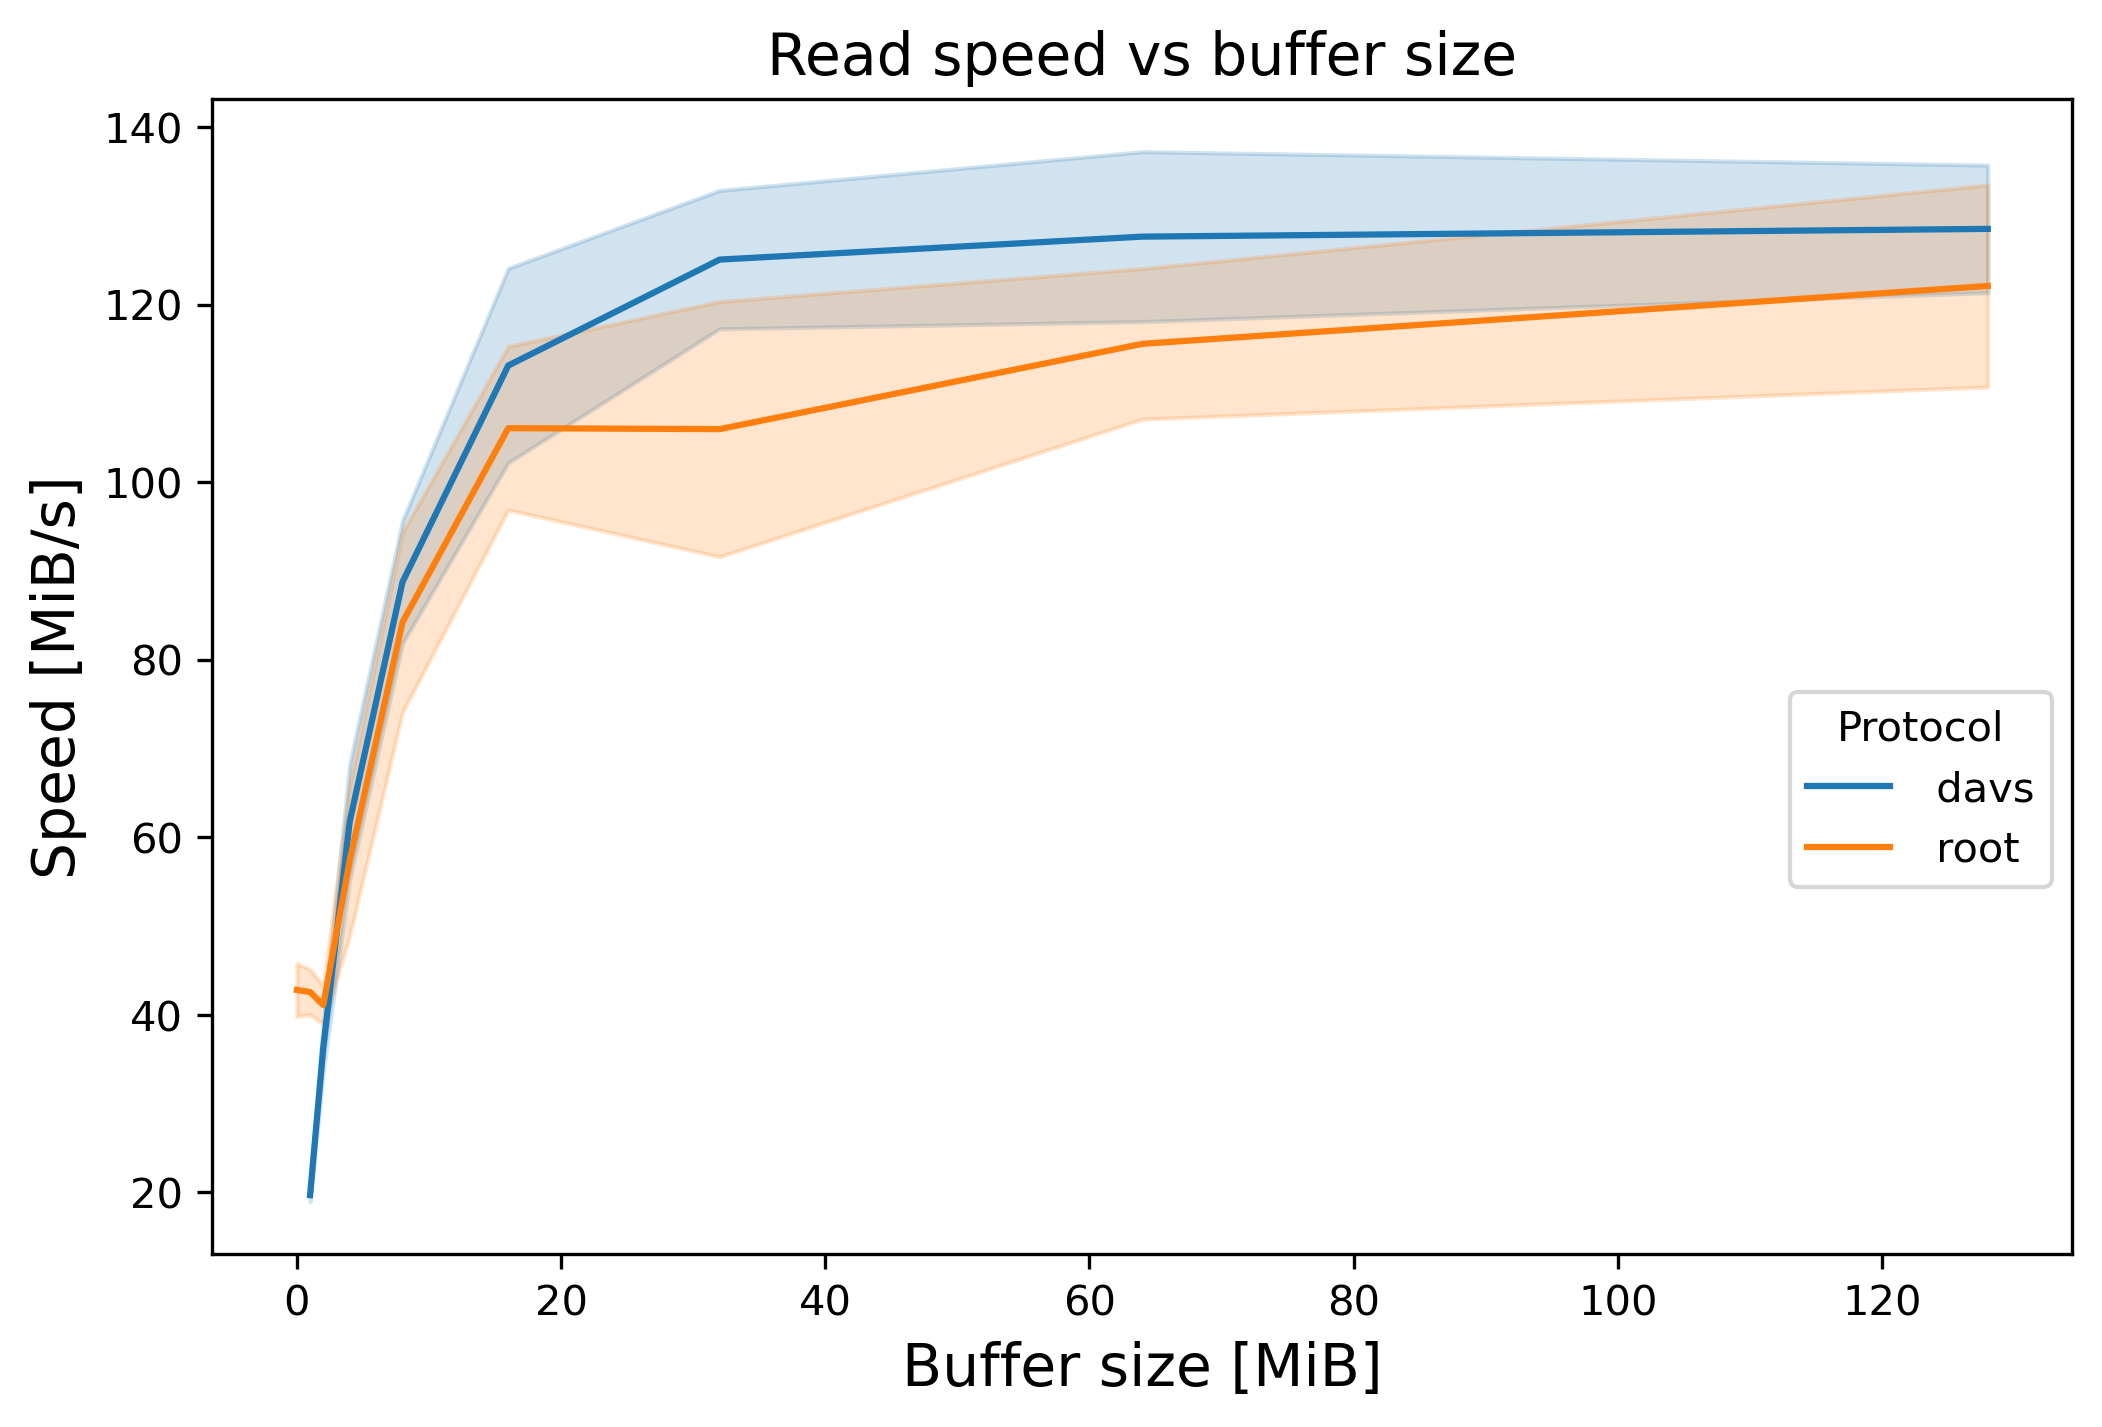 Read speed vs buffer size
140
120
100
80
60
40
20
Speed [MiB/s]
Protocol
davs
root
0 20 40 60 80 100 120
Buffer size [MiB]